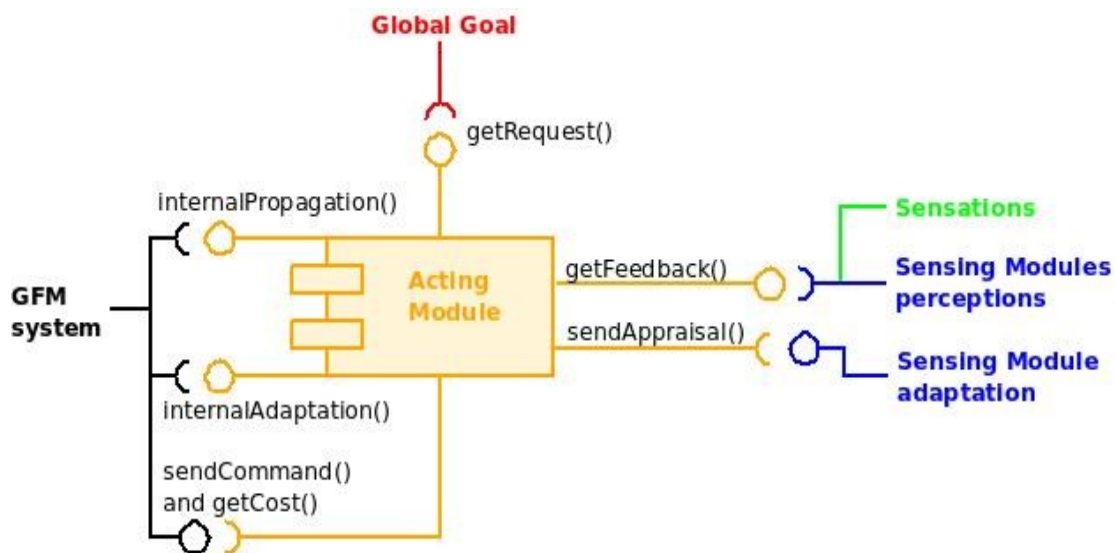 Global Goal
getRequest()
internalPropagation()
Sensations
getFeedback()
Sensing Modules
perceptions
Acting
Module
GFM
system
sendAppraisal()
Sensing Module
adaptation
internalAdaptation()
sendCommand()
and getCost()